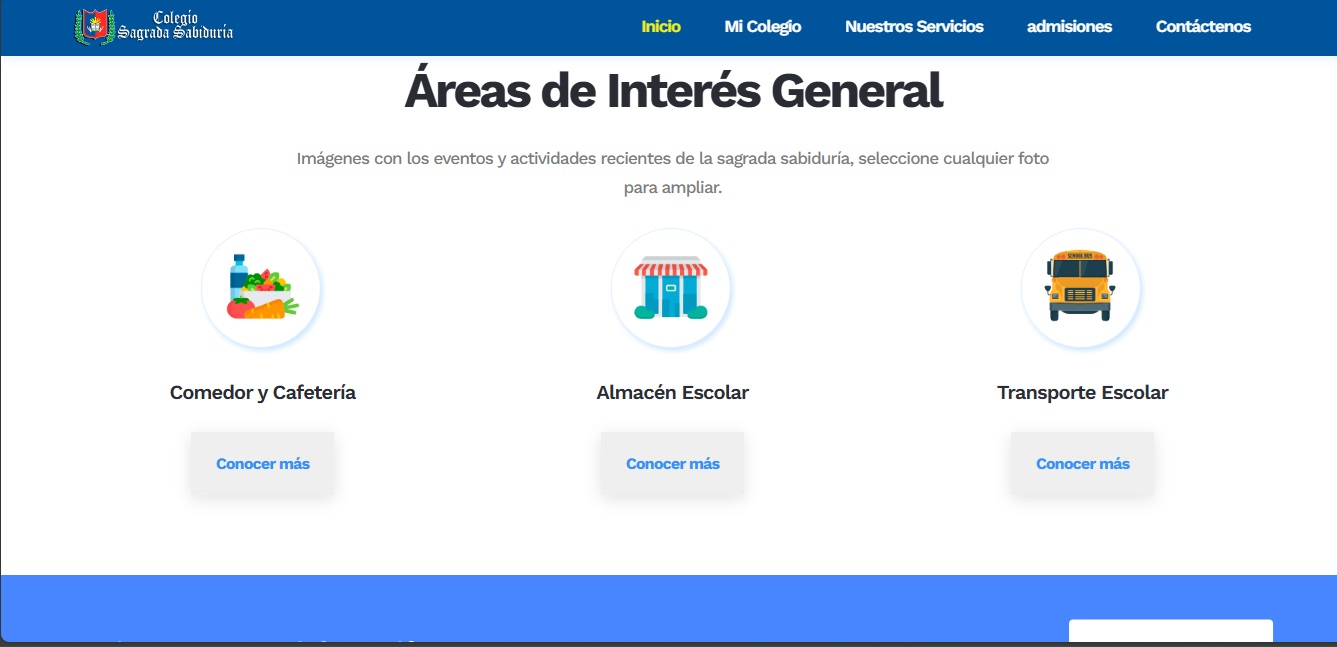 Colegio
Sagrada Sabiduría
Inicio
Mi Colegio
Nuestros Servicios
admisiones
Contáctenos
Áreas de Interés General
Imágenes con los eventos y actividades recientes de la sagrada sabiduría, seleccione cualquier foto
para ampliar.
SCHOOL BUS
Comedor y Cafetería
Almacén Escolar
Transporte Escolar
Conocer más
Conocer más
Conocer más